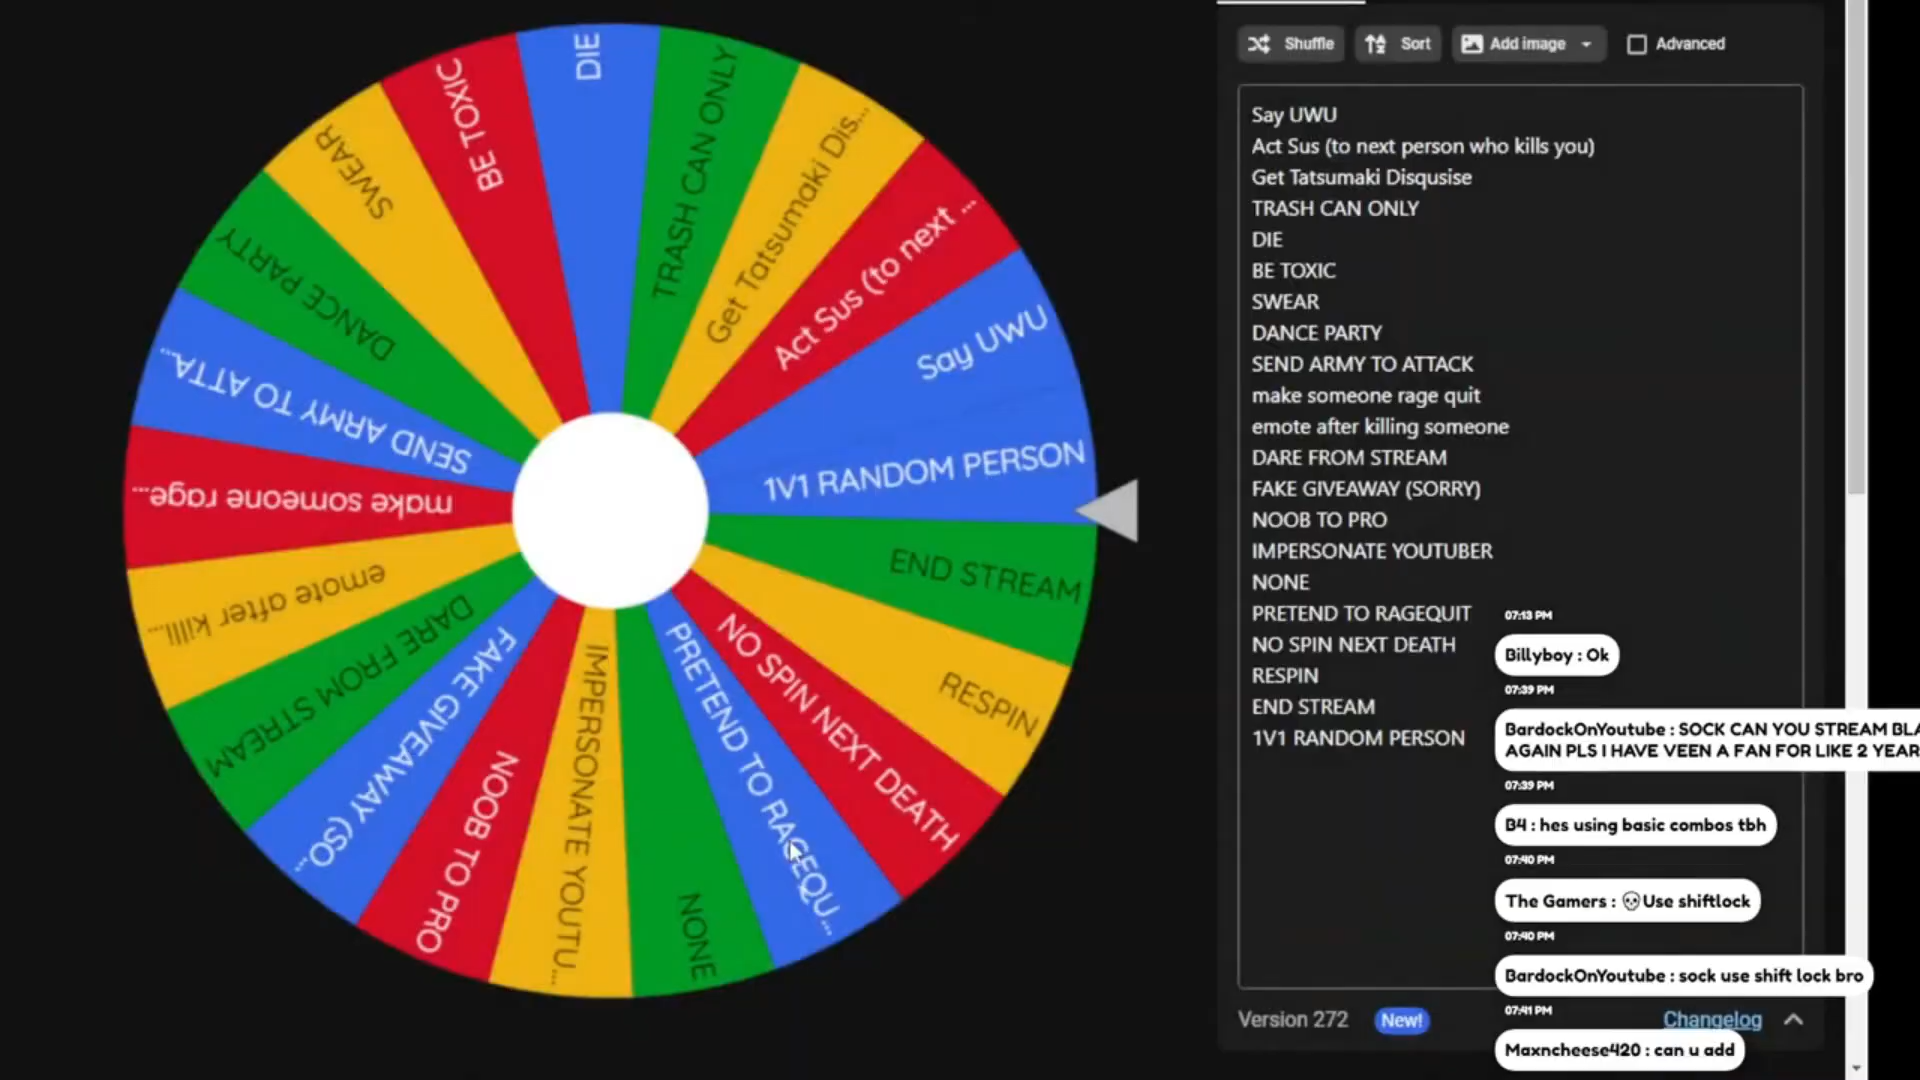 DIE
TRASH CAN ONLY
Get Tatsumaki Dis...
Act Sus (to next ...
Say UWU
1V1 RANDOM PERSON
END STREAM
RESPIN
NO SPIN NEXT DEATH
PRETEND TO RAGEQU...
NONE
IMPERSONATE YOUTU...
NOOB TO PRO
FAKE GIVEAWAY (SO...
DARE FROM STREAM
emote after killi...
make someone rage...
SEND ARMY TO ATTA...
DANCE PARTY
SWEAR
BE TOXIC
Shuffle
Sort
Add image
Advanced
Say UWU
Act Sus (to next person who kills you)
Get Tatsumaki Disqusise
TRASH CAN ONLY
DIE
BE TOXIC
SWEAR
DANCE PARTY
SEND ARMY TO ATTACK
make someone rage quit
emote after killing someone
DARE FROM STREAM
FAKE GIVEAWAY (SORRY)
NOOB TO PRO
IMPERSONATE YOUTUBER
NONE
PRETEND TO RAGEQUIT
NO SPIN NEXT DEATH
RESPIN
END STREAM
1V1 RANDOM PERSON
07:13 PM
Billyboy : Ok
07:39 PM
BardockOnYoutube : SOCK CAN YOU STREAM BLA
AGAIN PLS I HAVE VEEN A FAN FOR LIKE 2 YEAR
07:39 PM
B4 : hes using basic combos tbh
07:40 PM
The Gamers : 💀Use shiftlock
07:40 PM
BardockOnYoutube : sock use shift lock bro
07:41 PM
Maxncheese420 : can u add
Version 272
New!
Changelog